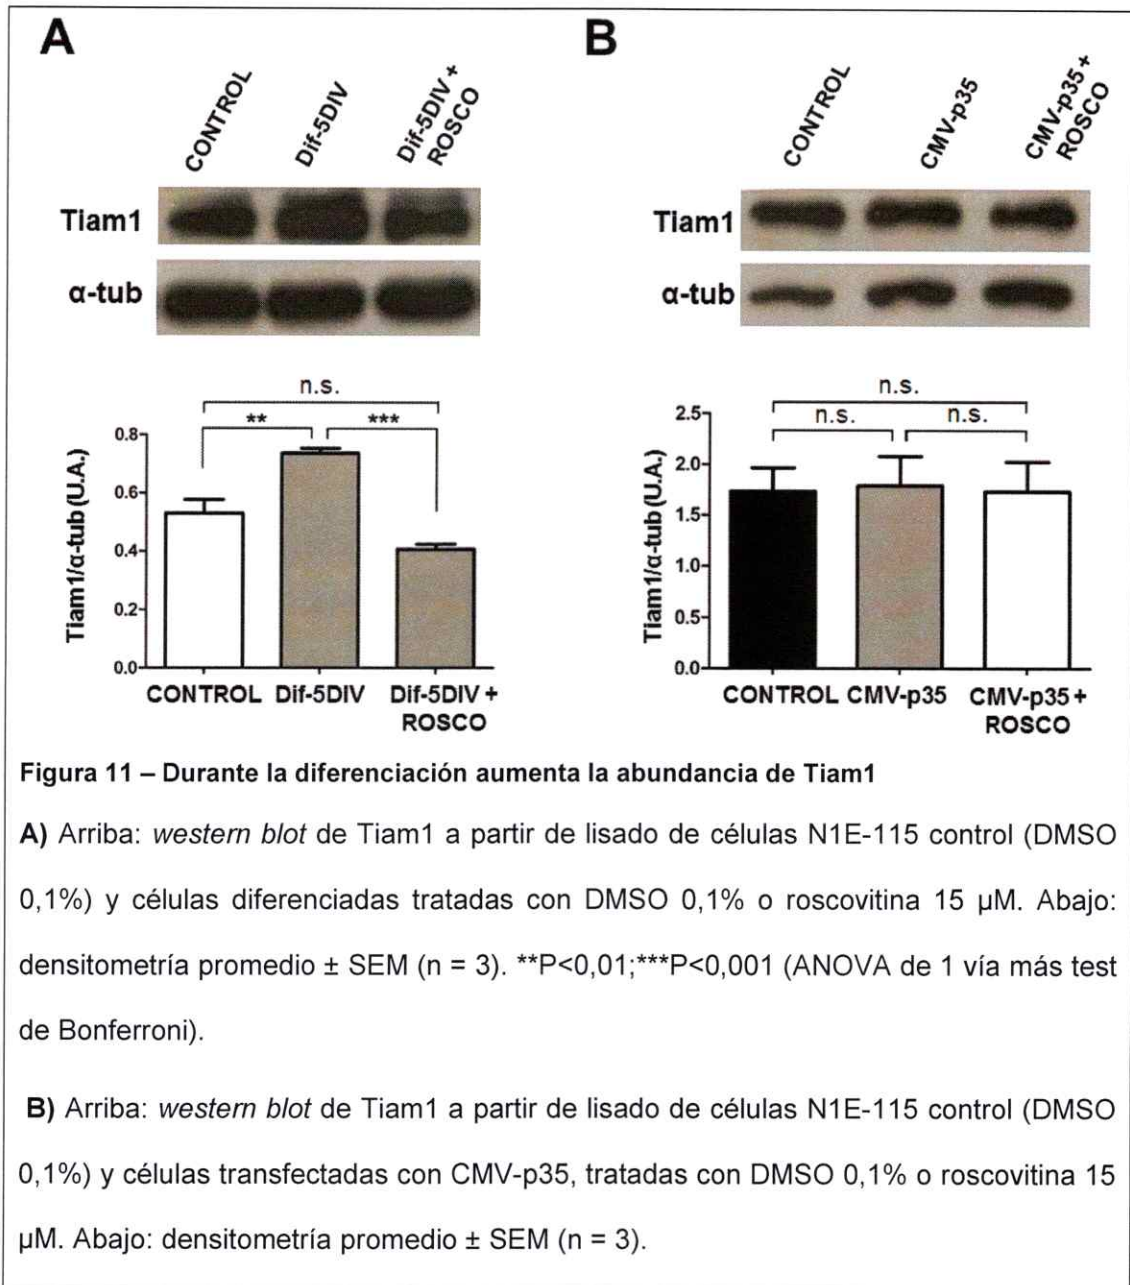 A
B
CONTROL
Dif-5DIV
Dif-5DIV +
ROSCO
CONTROL
CMV-p35
CMV-p35 +
ROSCO
Tiam1
α-tub
Tiam1
α-tub
n.s.
** ***
Tiam1/α-tub (U.A.)
0.8
0.6
0.4
0.2
0.0
CONTROL Dif-5DIV Dif-5DIV +
ROSCO
n.s.
n.s. n.s.
Tiam1/α-tub (U.A.)
2.5
2.0
1.5
1.0
0.5
0.0
CONTROL CMV-p35 CMV-p35 +
ROSCO
Figura 11 – Durante la diferenciación aumenta la abundancia de Tiam1
A) Arriba: western blot de Tiam1 a partir de lisado de células N1E-115 control (DMSO
0,1%) y células diferenciadas tratadas con DMSO 0,1% o roscovitina 15 µM. Abajo:
densitometría promedio ± SEM (n = 3). **P<0,01;***P<0,001 (ANOVA de 1 vía más test
de Bonferroni).
B) Arriba: western blot de Tiam1 a partir de lisado de células N1E-115 control (DMSO
0,1%) y células transfectadas con CMV-p35, tratadas con DMSO 0,1% o roscovitina 15
µM. Abajo: densitometría promedio ± SEM (n = 3).